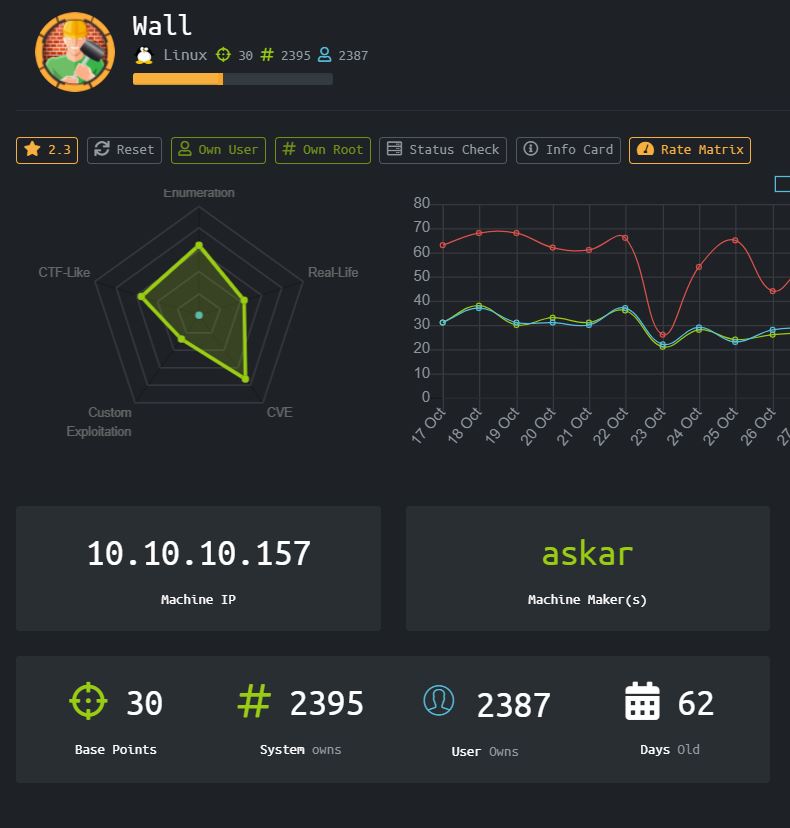 Wall
Linux 30 2395 2387
2.3 Reset Own User Own Root Status Check Info Card Rate Matrix
Enumeration
CTF-Like
Real-Life
Custom
Exploitation
CVE
80
70
60
50
40
30
20
10
0
17 Oct
18 Oct
19 Oct
20 Oct
21 Oct
22 Oct
23 Oct
24 Oct
25 Oct
26 Oct
10.10.10.157
Machine IP
askar
Machine Maker(s)
30
Base Points
2395
System owns
2387
User Owns
62
Days Old